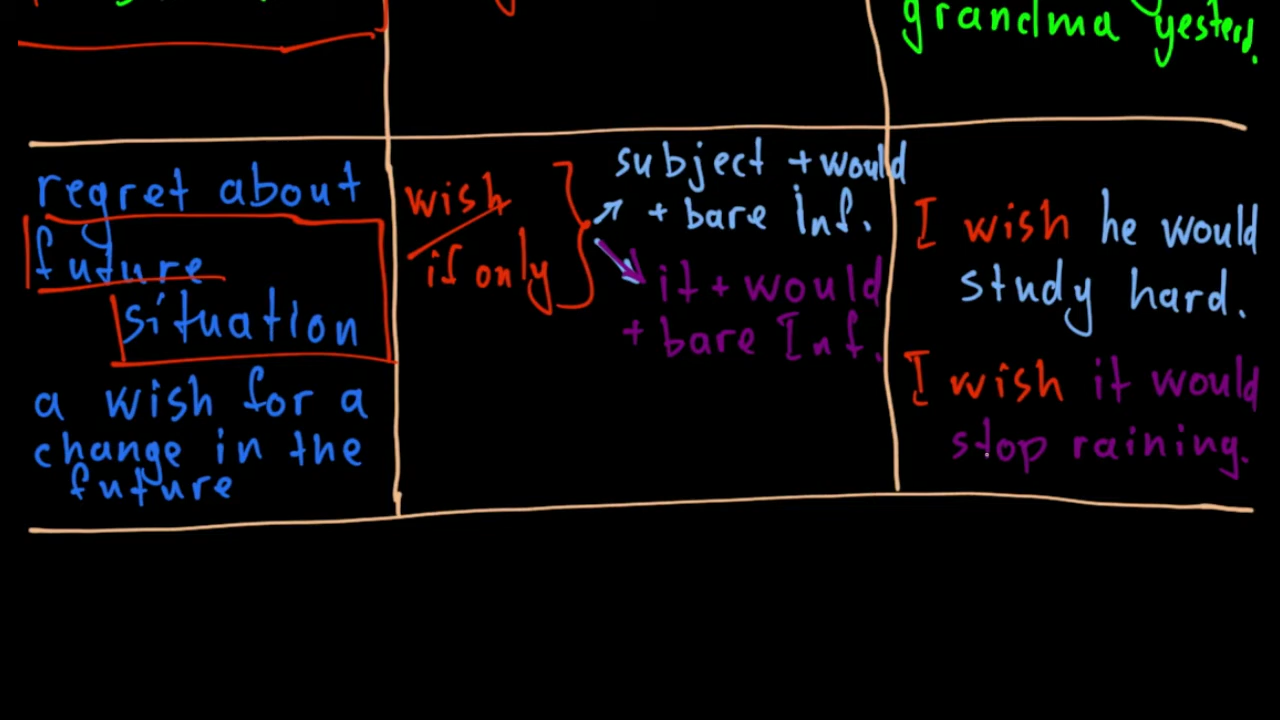 grandma yesterd.
regret about
future
situation
a wish for a
change in the
future
wish
if only
subject + would
+ bare Inf.
it + would
+ bare Inf.
I wish he would
study hard.
I wish it would
stop raining.